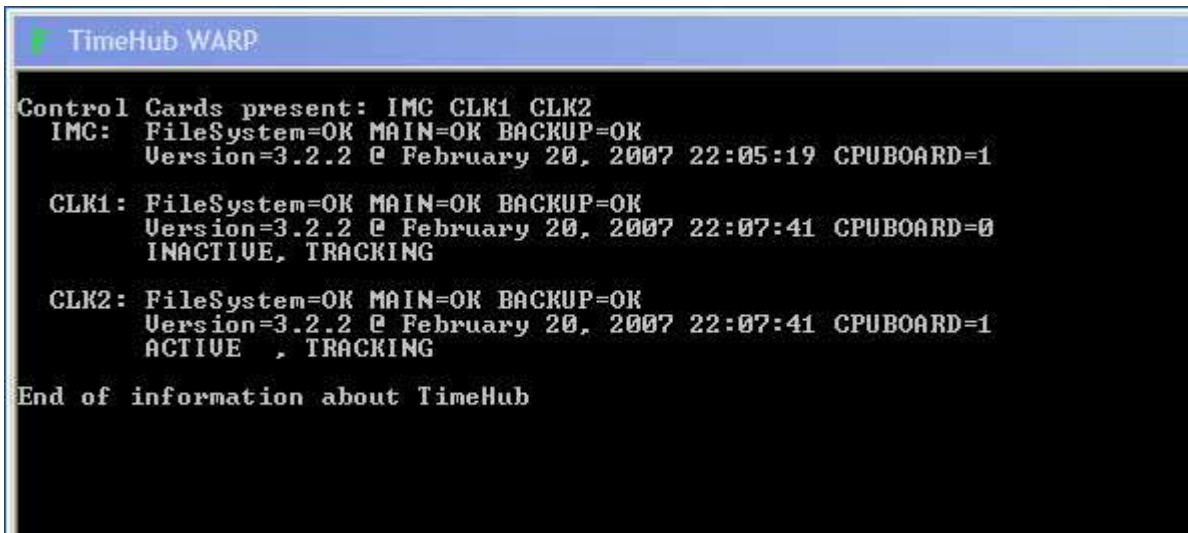 TimeHub WARP
Control Cards present: IMC CLK1 CLK2
IMC: FileSystem=OK MAIN=OK BACKUP=OK
Version=3.2.2 @ February 20, 2007 22:05:19 CPUBOARD=1
CLK1: FileSystem=OK MAIN=OK BACKUP=OK
Version=3.2.2 @ February 20, 2007 22:07:41 CPUBOARD=0
INACTIVE, TRACKING
CLK2: FileSystem=OK MAIN=OK BACKUP=OK
Version=3.2.2 @ February 20, 2007 22:07:41 CPUBOARD=1
ACTIVE  , TRACKING
End of information about TimeHub